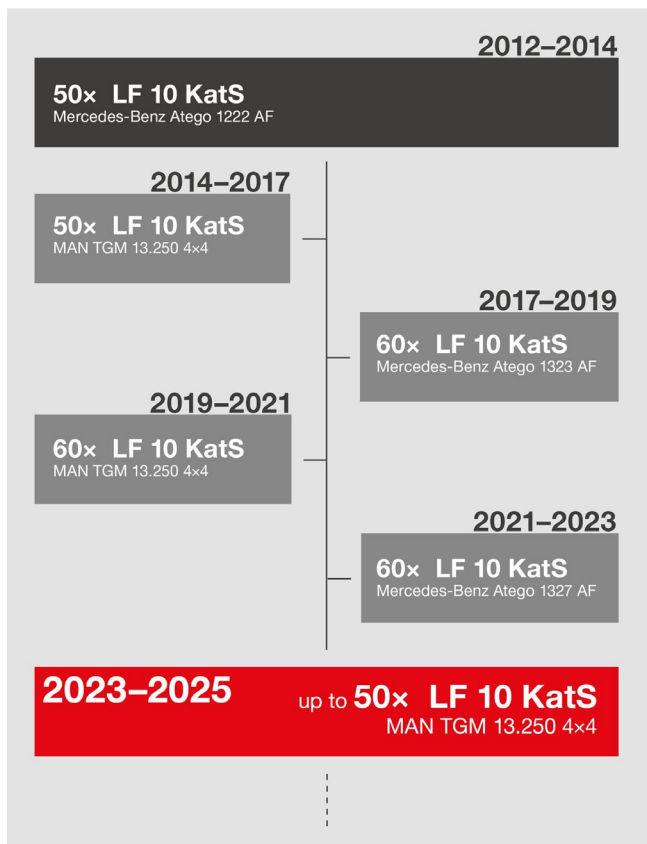 2012–2014
50× LF 10 KatS
Mercedes-Benz Atego 1222 AF
2014–2017
50× LF 10 KatS
MAN TGM 13.250 4×4
2017–2019
60× LF 10 KatS
Mercedes-Benz Atego 1323 AF
2019–2021
60× LF 10 KatS
MAN TGM 13.250 4×4
2021–2023
60× LF 10 KatS
Mercedes-Benz Atego 1327 AF
2023–2025
up to 50× LF 10 KatS
MAN TGM 13.250 4×4